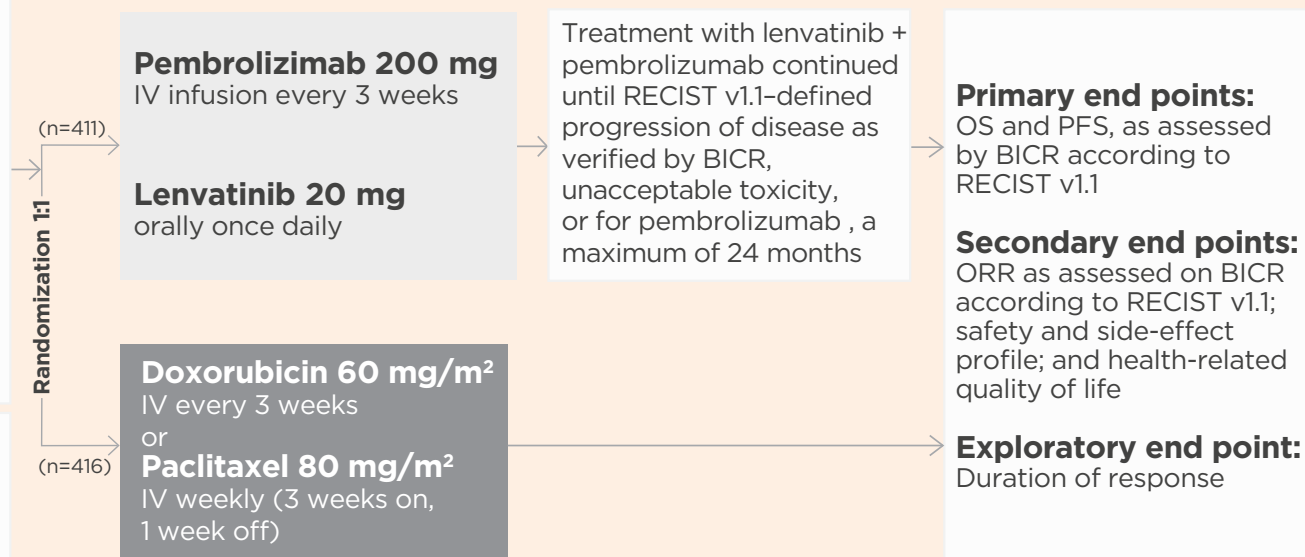 Randomization 1:1
(n=411)
Pembrolizimab 200 mg
IV infusion every 3 weeks
Lenvatinib 20 mg
orally once daily
Treatment with lenvatinib +
pembrolizumab continued
until RECIST v1.1–defined
progression of disease as
verified by BICR,
unacceptable toxicity,
or for pembrolizumab , a
maximum of 24 months
(n=416)
Doxorubicin 60 mg/m²
IV every 3 weeks
or
Paclitaxel 80 mg/m²
IV weekly (3 weeks on,
1 week off)
Primary end points:
OS and PFS, as assessed
by BICR according to
RECIST v1.1
Secondary end points:
ORR as assessed on BICR
according to RECIST v1.1;
safety and side-effect
profile; and health-related
quality of life
Exploratory end point:
Duration of response